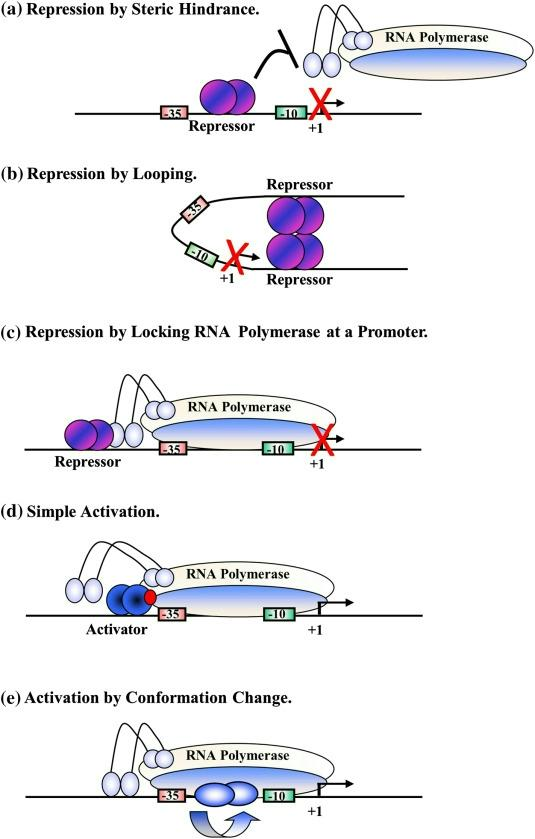 (a) Repression by Steric Hindrance.
RNA Polymerase
-35
-10
Repressor
+1
(b) Repression by Looping.
Repressor
-35
-10
+1
Repressor
(c) Repression by Locking RNA Polymerase at a Promoter.
RNA Polymerase
-35
-10
Repressor
+1
(d) Simple Activation.
RNA Polymerase
-35
-10
Activator
+1
(e) Activation by Conformation Change.
RNA Polymerase
-35
-10
+1